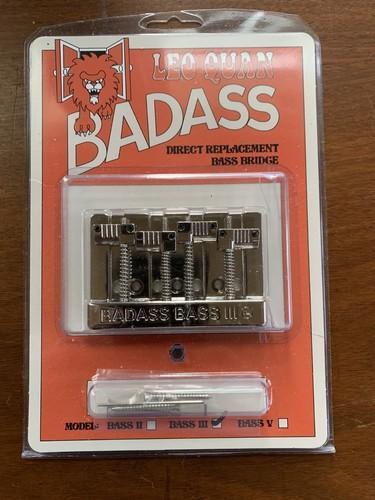 LEO QUAN
BADASS
DIRECT REPLACEMENT
BASS BRIDGE
BADASS BASS III
MODEL: BASS II BASS III BASS V